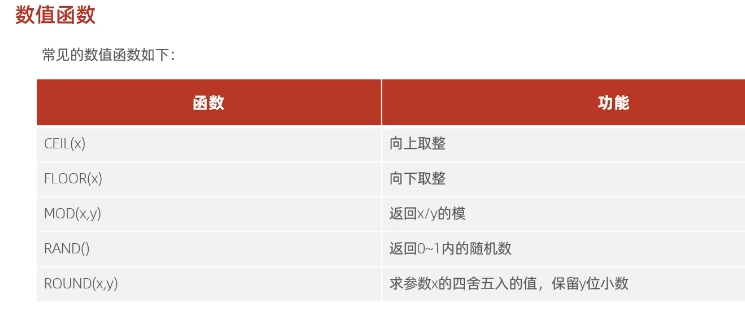 数值函数
常见的数值函数如下：
函数 功能
CEIL(x) 向上取整
FLOOR(x) 向下取整
MOD(x,y) 返回x/y的模
RAND() 返回0~1内的随机数
ROUND(x,y) 求参数x的四舍五入的值，保留y位小数